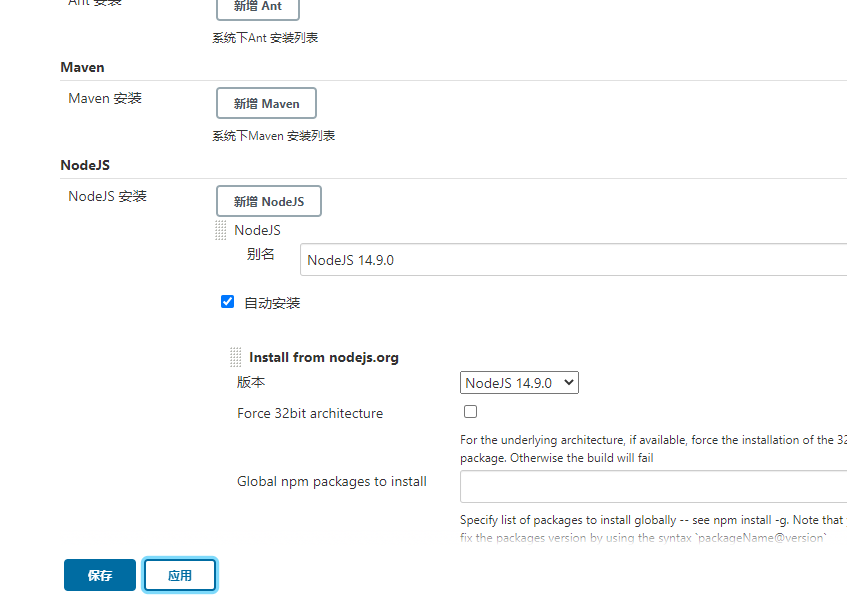 Ant 安装
新增 Ant
系统下Ant 安装列表
Maven
Maven 安装
新增 Maven
系统下Maven 安装列表
NodeJS
NodeJS 安装
新增 NodeJS
NodeJS
别名
NodeJS 14.9.0
自动安装
Install from nodejs.org
版本
NodeJS 14.9.0
Force 32bit architecture
For the underlying architecture, if available, force the installation of the 32
package. Otherwise the build will fail
Global npm packages to install
Specify list of packages to install globally -- see npm install -g. Note that
fix the packages version by using the syntax `packageName@version`
保存
应用